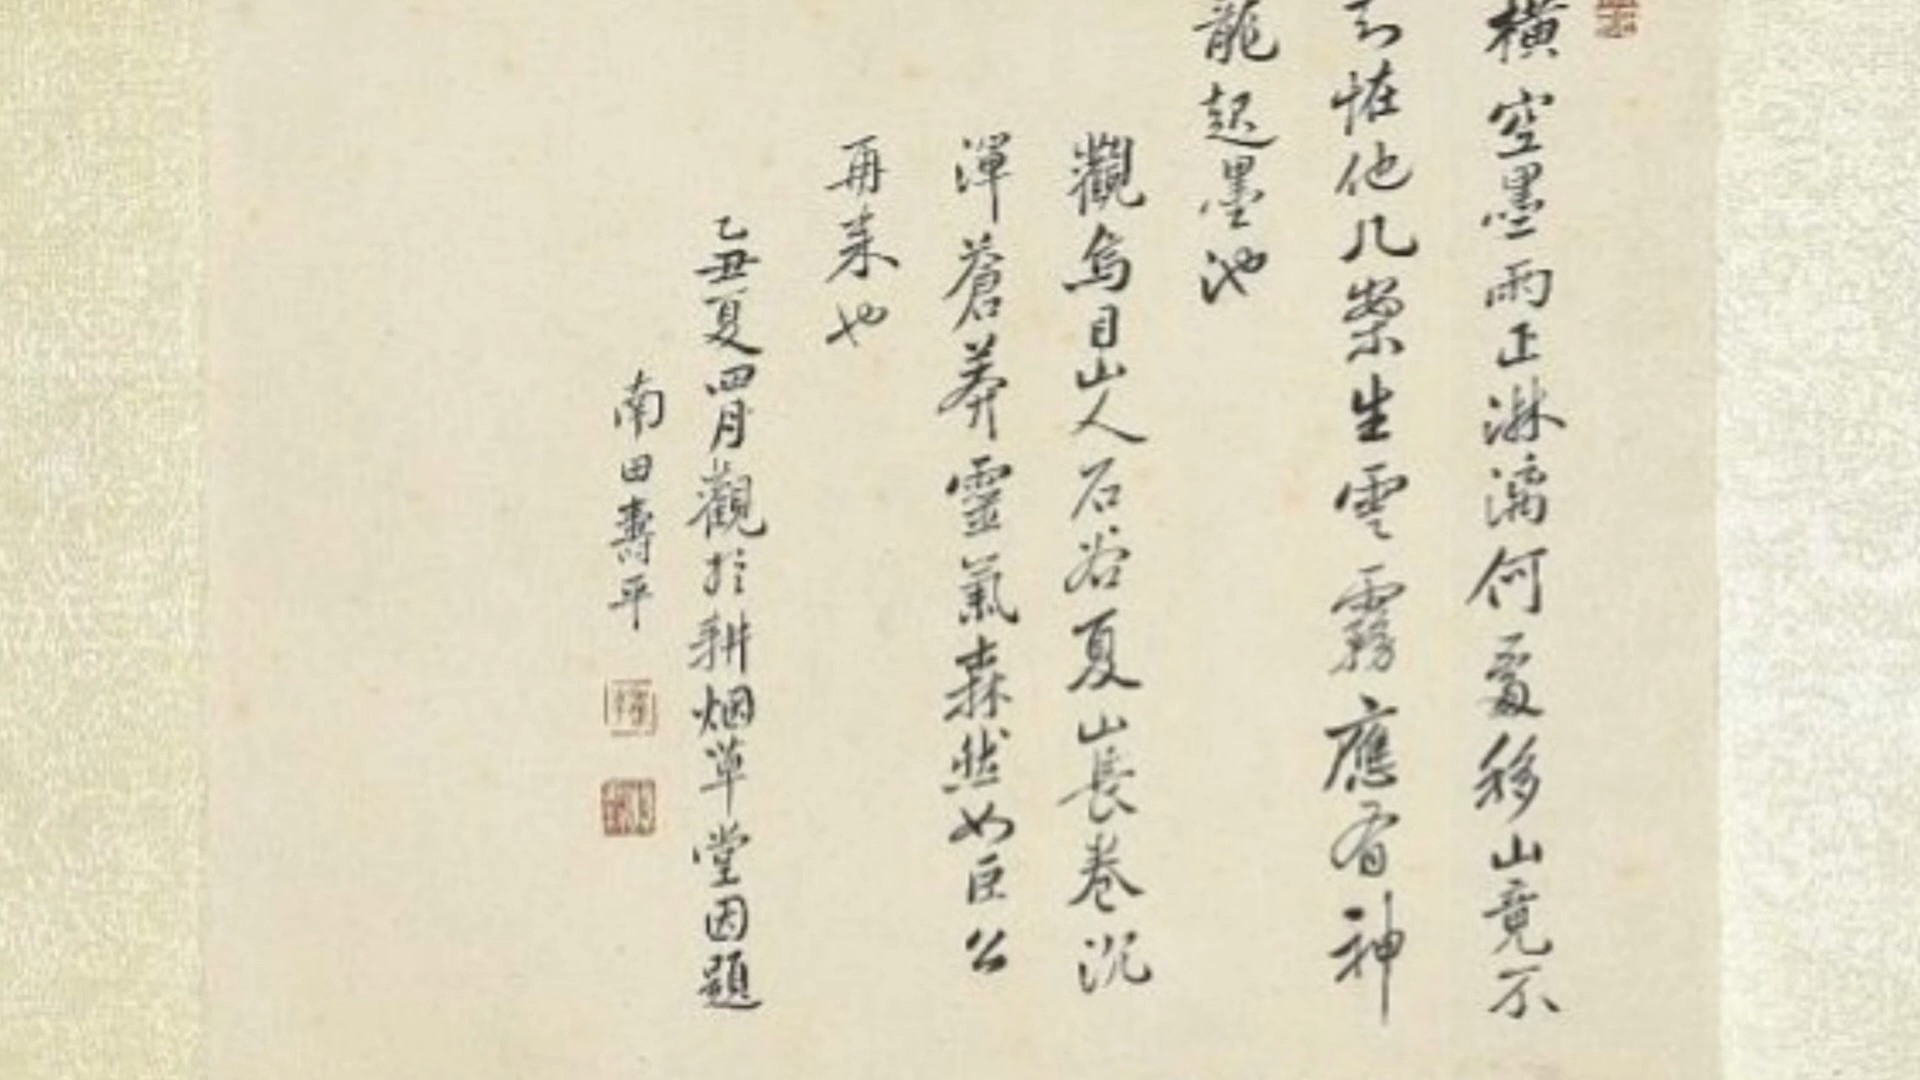 橫空墨雨正淋漓何處移山竟不
知怪他几案生雲霧應有神
龍起墨池
觀烏目山人石谷夏山長卷沉
渾蒼莽靈氣森然如巨公
再來也
乙丑夏四月觀於耕烟草堂因題
南田壽平